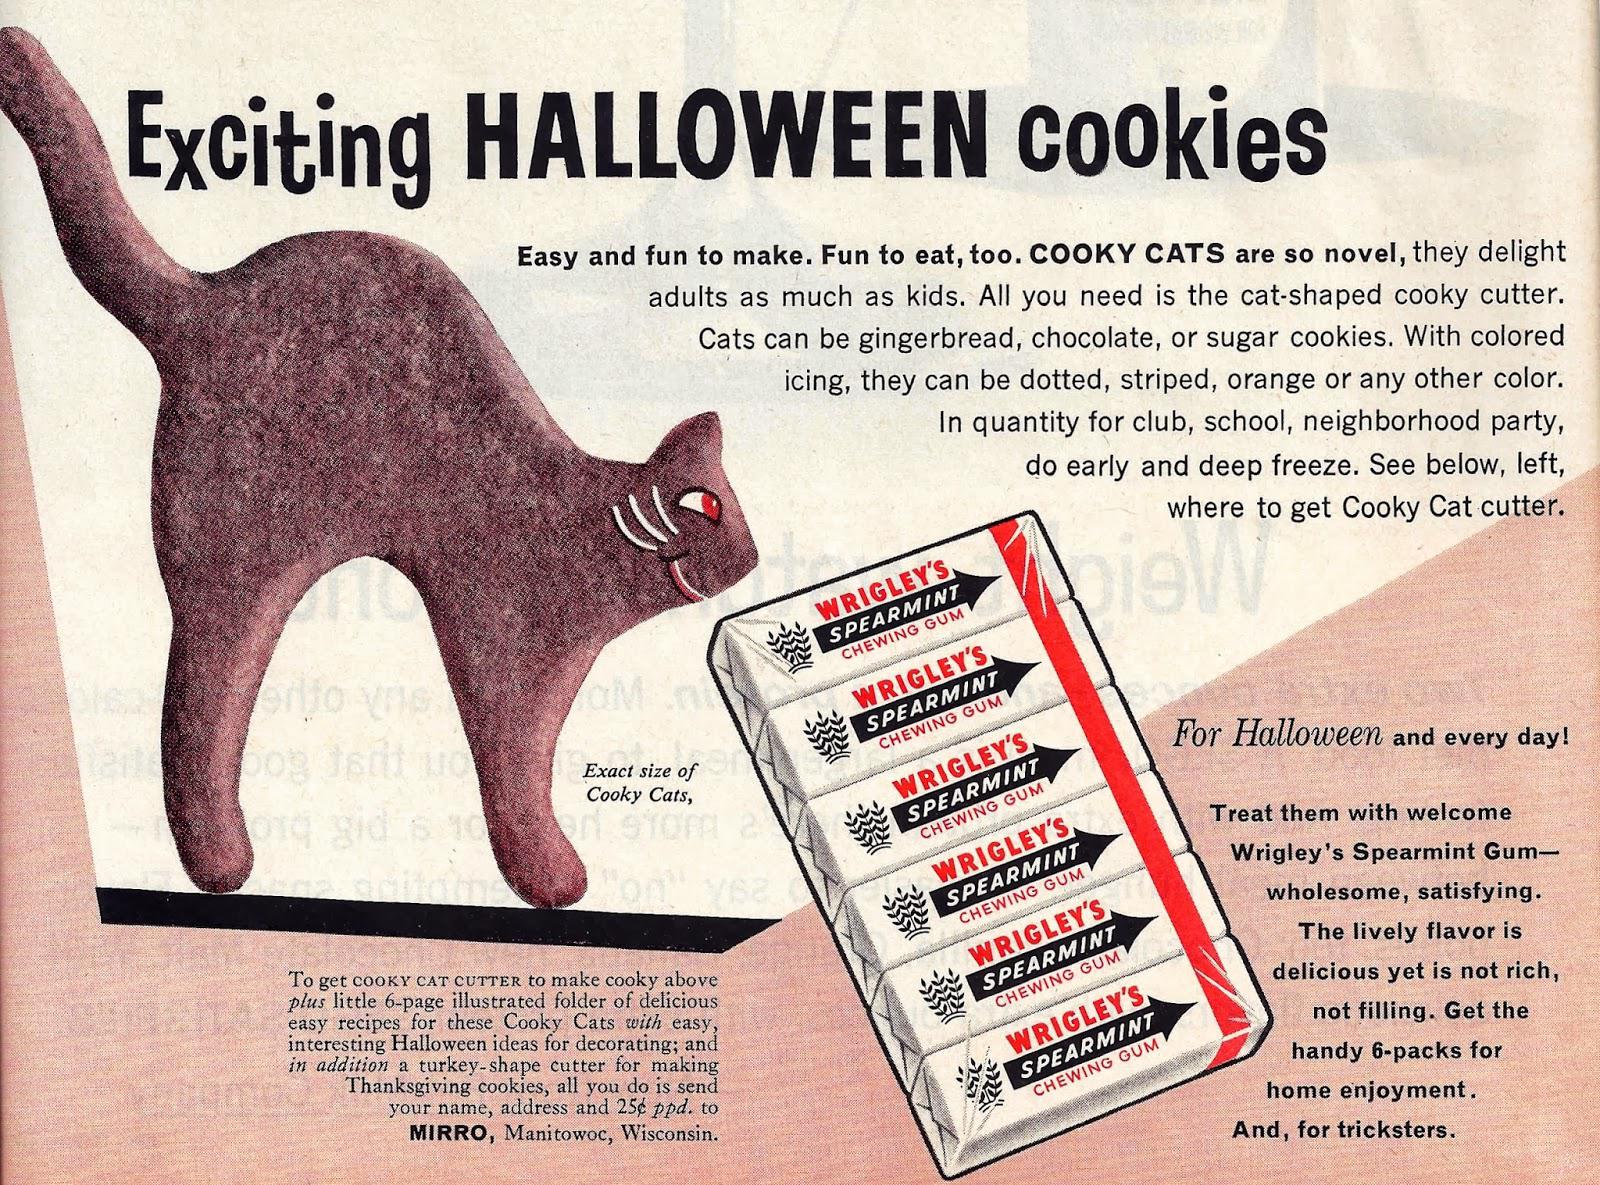 Exciting HALLOWEEN cookies
Easy and fun to make. Fun to eat, too. COOKY CATS are so novel, they delight
adults as much as kids. All you need is the cat-shaped cooky cutter.
Cats can be gingerbread, chocolate, or sugar cookies. With colored
icing, they can be dotted, striped, orange or any other color.
In quantity for club, school, neighborhood party,
do early and deep freeze. See below, left,
where to get Cooky Cat cutter.
WRIGLEY'S
SPEARMINT
CHEWING GUM
WRIGLEY'S
SPEARMINT
CHEWING GUM
WRIGLEY'S
SPEARMINT
CHEWING GUM
WRIGLEY'S
SPEARMINT
CHEWING GUM
WRIGLEY'S
SPEARMINT
CHEWING GUM
WRIGLEY'S
SPEARMINT
CHEWING GUM
Exact size of
Cooky Cats,
To get COOKY CAT CUTTER to make cooky above
plus little 6-page illustrated folder of delicious
easy recipes for these Cooky Cats with easy,
interesting Halloween ideas for decorating; and
in addition a turkey-shape cutter for making
Thanksgiving cookies, all you do is send
your name, address and 25¢ ppd. to
MIRRO, Manitowoc, Wisconsin.
For Halloween and every day!
Treat them with welcome
Wrigley's Spearmint Gum—
wholesome, satisfying.
The lively flavor is
delicious yet is not rich,
not filling. Get the
handy 6-packs for
home enjoyment.
And, for tricksters.